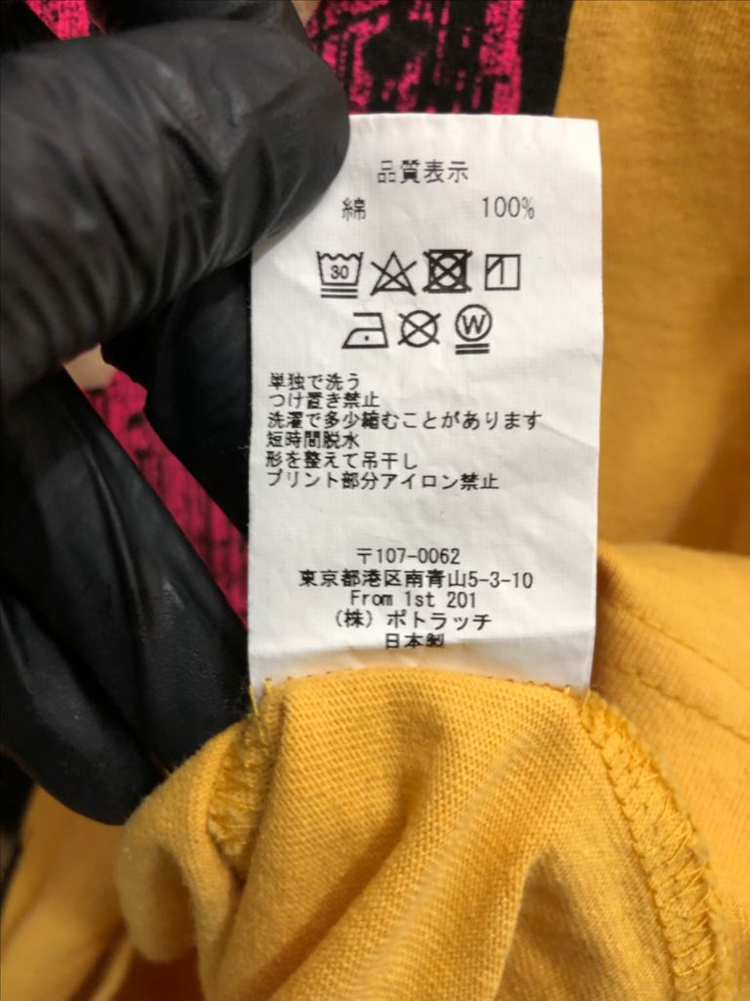 品質表示
綿 100%
30
W
単独で洗う
つけ置き禁止
洗濯で多少縮むことがあります
短時間脱水
形を整えて吊干し
プリント部分アイロン禁止
〒107-0062
東京都港区南青山5-3-10
From 1st 201
(株) ポトラッチ
日本製